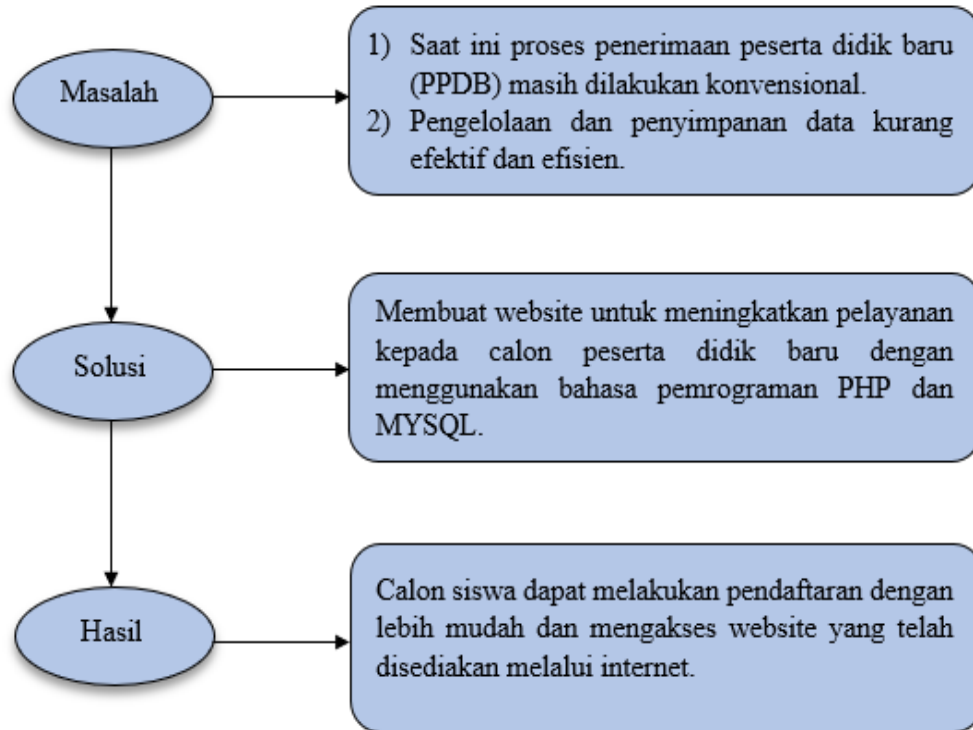 Masalah
1) Saat ini proses penerimaan peserta didik baru
(PPDB) masih dilakukan konvensional.
2) Pengelolaan dan penyimpanan data kurang
efektif dan efisien.
Solusi
Membuat website untuk meningkatkan pelayanan
kepada calon peserta didik baru dengan
menggunakan bahasa pemrograman PHP dan
MYSQL.
Hasil
Calon siswa dapat melakukan pendaftaran dengan
lebih mudah dan mengakses website yang telah
disediakan melalui internet.